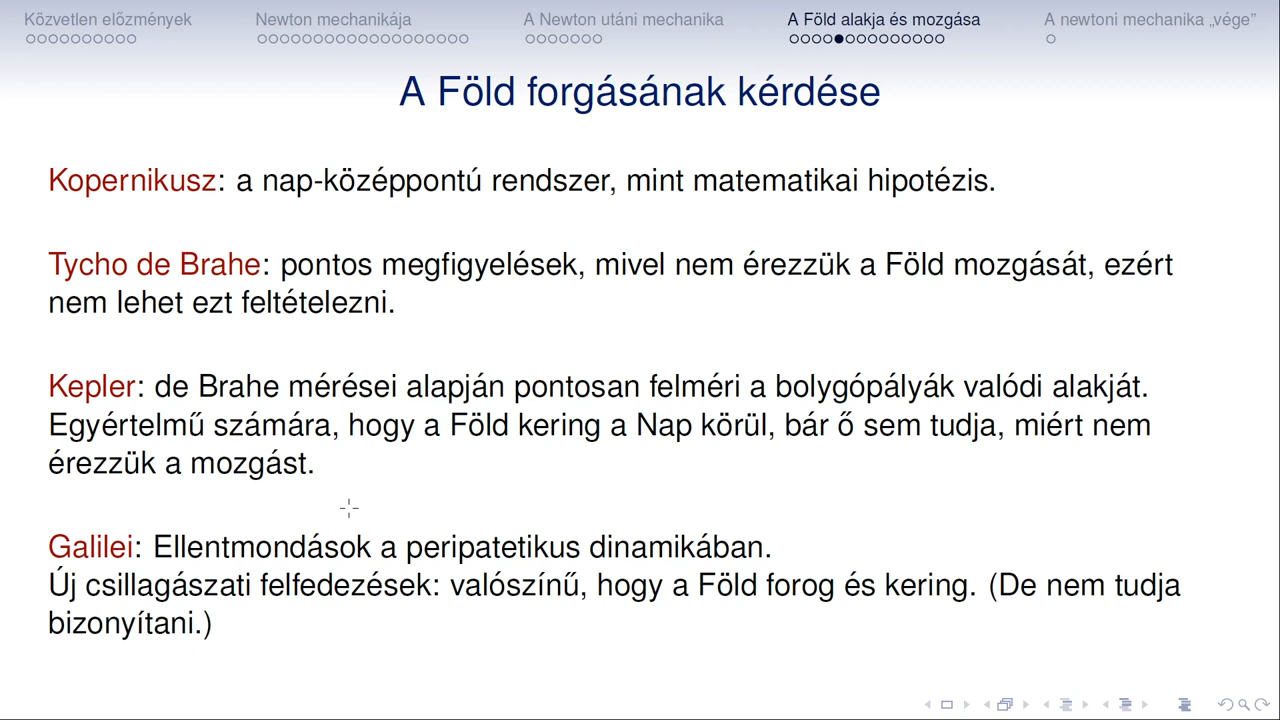 Közvetlen előzmények
Newton mechanikája
A Newton utáni mechanika
A Föld alakja és mozgása
A newtoni mechanika „vége”
A Föld forgásának kérdése
Kopernikusz: a nap-középpontú rendszer, mint matematikai hipotézis.
Tycho de Brahe: pontos megfigyelések, mivel nem érezzük a Föld mozgását, ezért
nem lehet ezt feltételezni.
Kepler: de Brahe mérései alapján pontosan felméri a bolygópályák valódi alakját.
Egyértelmű számára, hogy a Föld kering a Nap körül, bár ő sem tudja, miért nem
érezzük a mozgást.
Galilei: Ellentmondások a peripatetikus dinamikában.
Új csillagászati felfedezések: valószínű, hogy a Föld forog és kering. (De nem tudja
bizonyítani.)